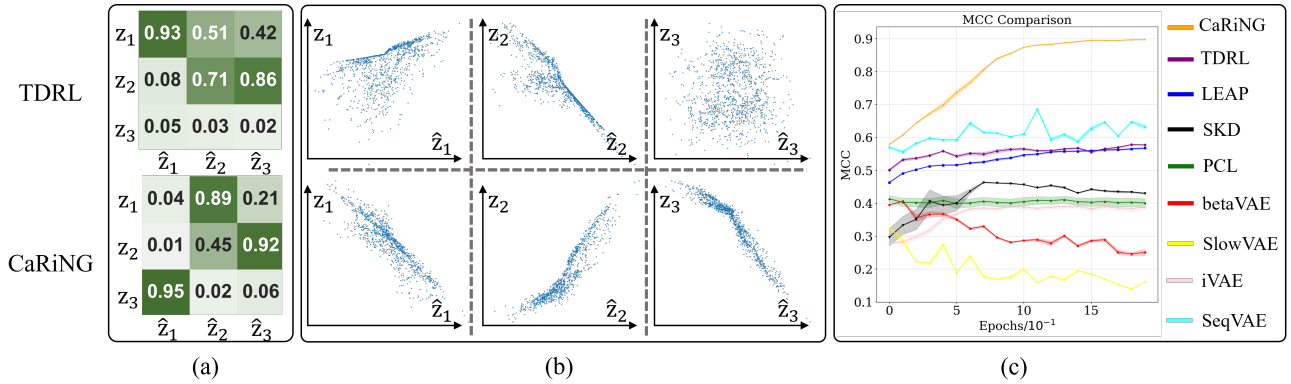 TDRL
z₁ 0.93 0.51 0.42
z₂ 0.08 0.71 0.86
z₃ 0.05 0.03 0.02
ẑ₁ ẑ₂ ẑ₃
CaRiNG
z₁ 0.04 0.89 0.21
z₂ 0.01 0.45 0.92
z₃ 0.95 0.02 0.06
ẑ₁ ẑ₂ ẑ₃
(a)
z₁ ẑ₁
z₂ ẑ₂
z₃ ẑ₃
z₁ ẑ₁
z₂ ẑ₂
z₃ ẑ₃
(b)
MCC Comparison
MCC
0.9
0.8
0.7
0.6
0.5
0.4
0.3
0.2
0.1
0 5 10 15
Epochs/10⁻¹
CaRiNG
TDRL
LEAP
SKD
PCL
betaVAE
SlowVAE
iVAE
SeqVAE
(c)